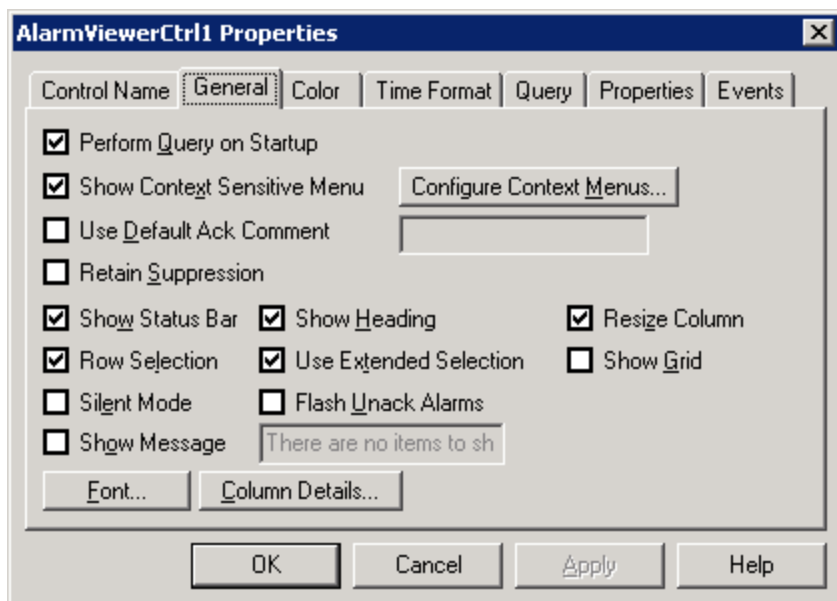 AlarmViewerCtrl1 Properties
Control Name General Color Time Format Query Properties Events
Perform Query on Startup
Show Context Sensitive Menu Configure Context Menus...
Use Default Ack Comment
Retain Suppression
Show Status Bar Show Heading Resize Column
Row Selection Use Extended Selection Show Grid
Silent Mode Flash Unack Alarms
Show Message There are no items to sh
Font... Column Details...
OK Cancel Apply Help